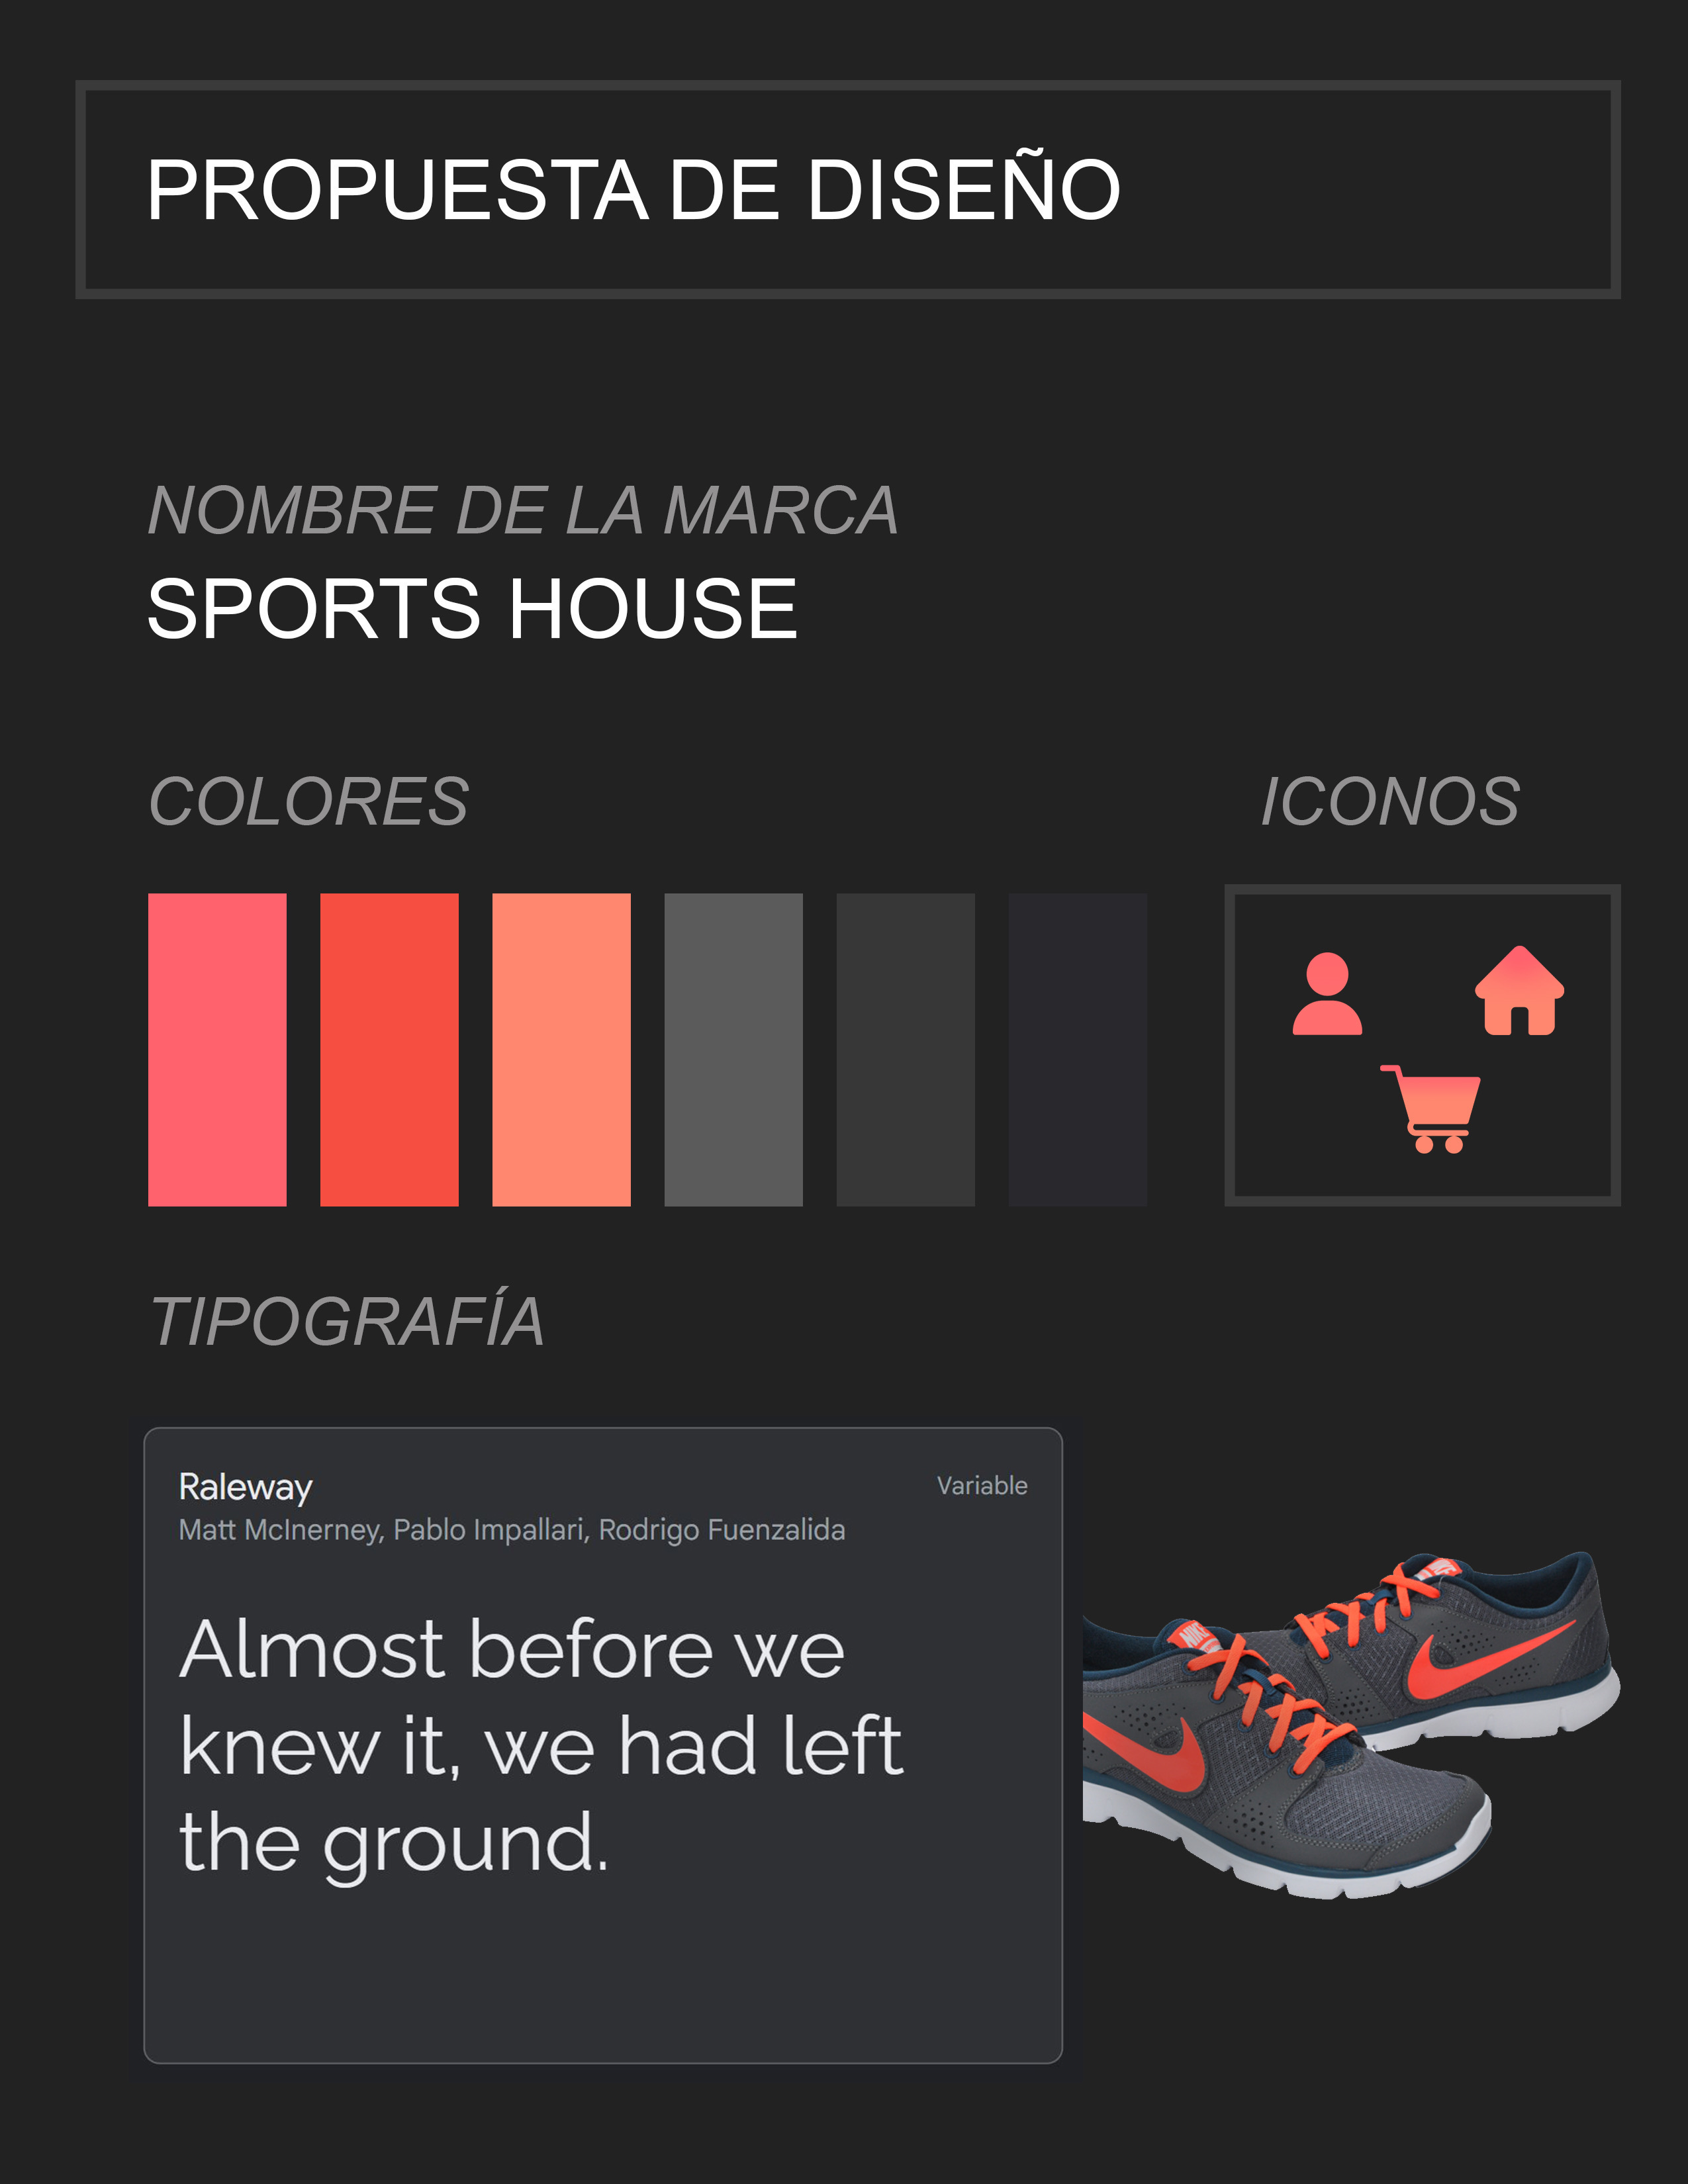 PROPUESTA DE DISEÑO
NOMBRE DE LA MARCA
SPORTS HOUSE
COLORES
ICONOS
TIPOGRAFÍA
Raleway
Variable
Matt McInerney, Pablo Impallari, Rodrigo Fuenzalida
Almost before we
knew it, we had left
the ground.
NIKE
NIKE